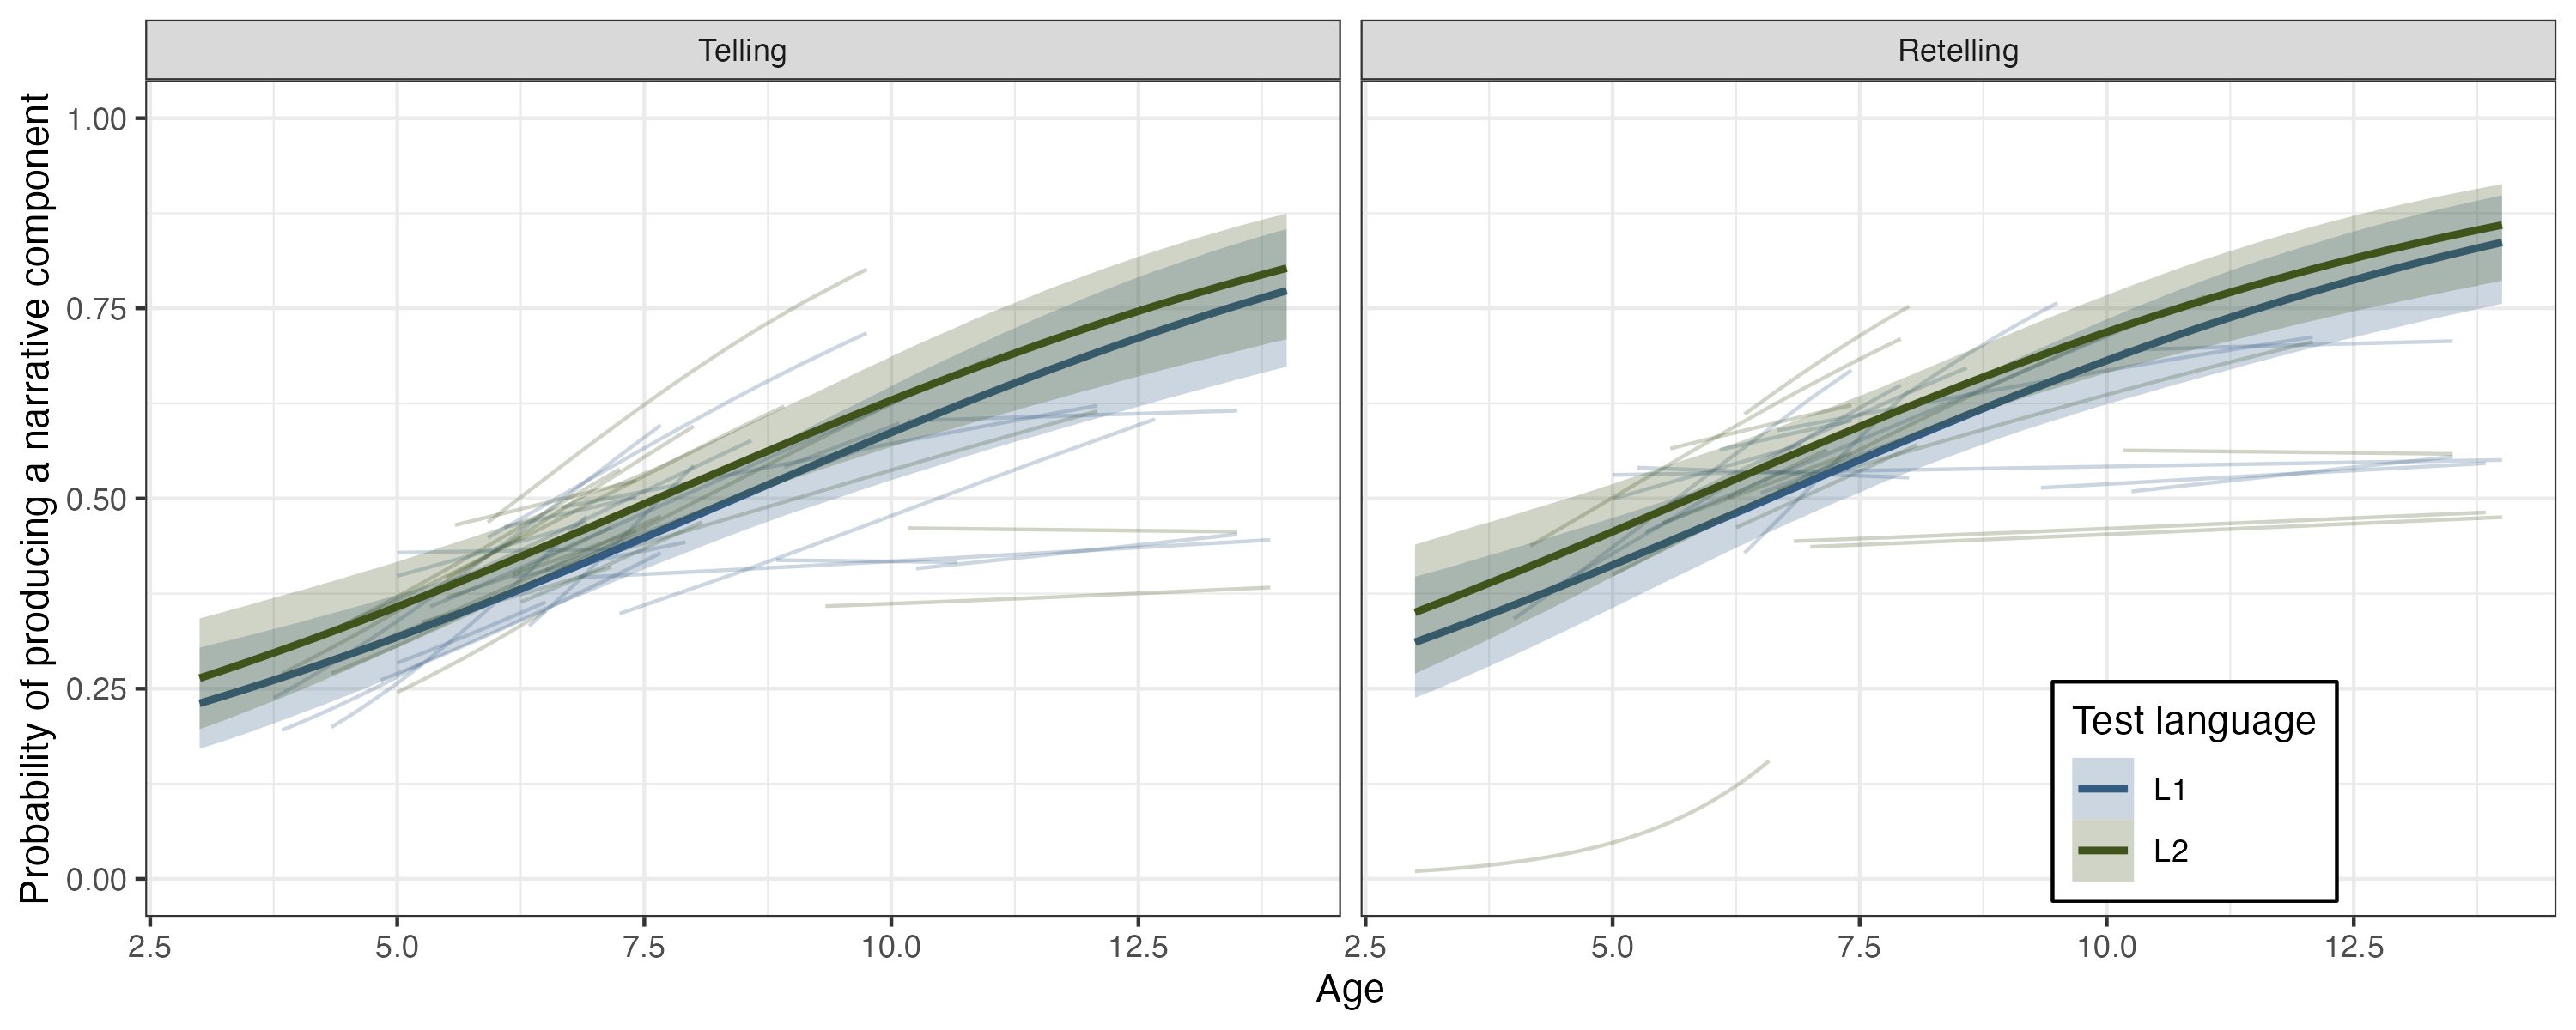 Telling
Retelling
Probability of producing a narrative component
1.00
0.75
0.50
0.25
0.00
2.5 5.0 7.5 10.0 12.5
2.5 5.0 7.5 10.0 12.5
Age
Test language
L1
L2